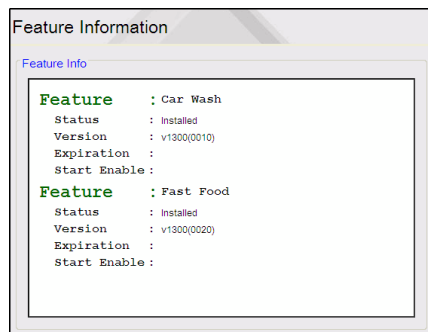 Feature Information
Feature Info
Feature : Car Wash
Status : Installed
Version : v1300(0010)
Expiration :
Start Enable:
Feature : Fast Food
Status : Installed
Version : v1300(0020)
Expiration :
Start Enable: